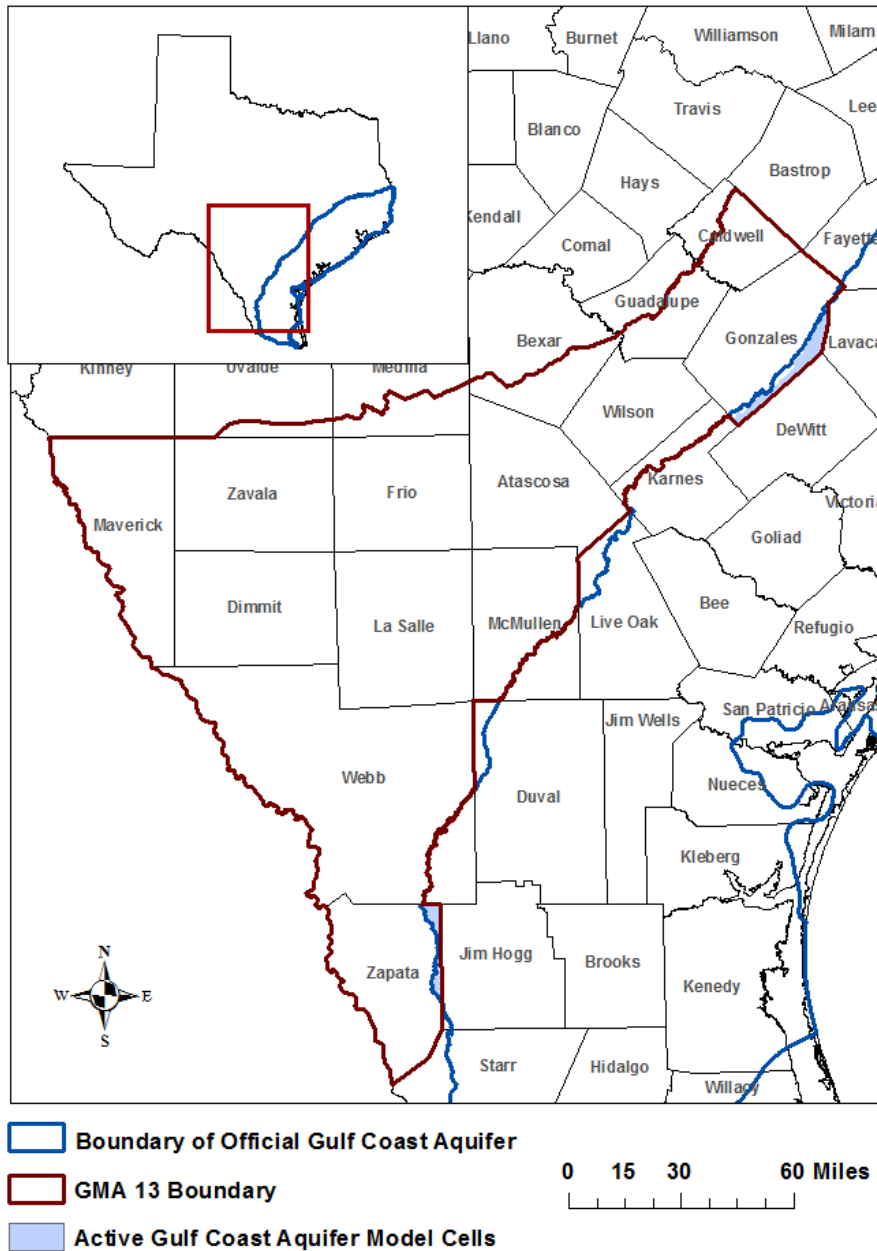 Llano
Burnet
Williamson
Milam
Travis
Lee
Blanco
Bastrop
Hays
Kendall
Comal
Caldwell
Fayette
Guadalupe
Bexar
Gonzales
Lavaca
Kinney
Uvalde
Medina
Wilson
DeWitt
Atascosa
Karnes
Zavala
Frio
Maverick
Victoria
Goliad
Dimmit
La Salle
McMullen
Live Oak
Bee
Refugio
San Patricio
Aransas
Jim Wells
Webb
Duval
Nueces
Kleberg
Zapata
Jim Hogg
Brooks
Kenedy
N
W E
S
Starr
Hidalgo
Willacy
Boundary of Official Gulf Coast Aquifer
GMA 13 Boundary
0 15 30 60 Miles
Active Gulf Coast Aquifer Model Cells